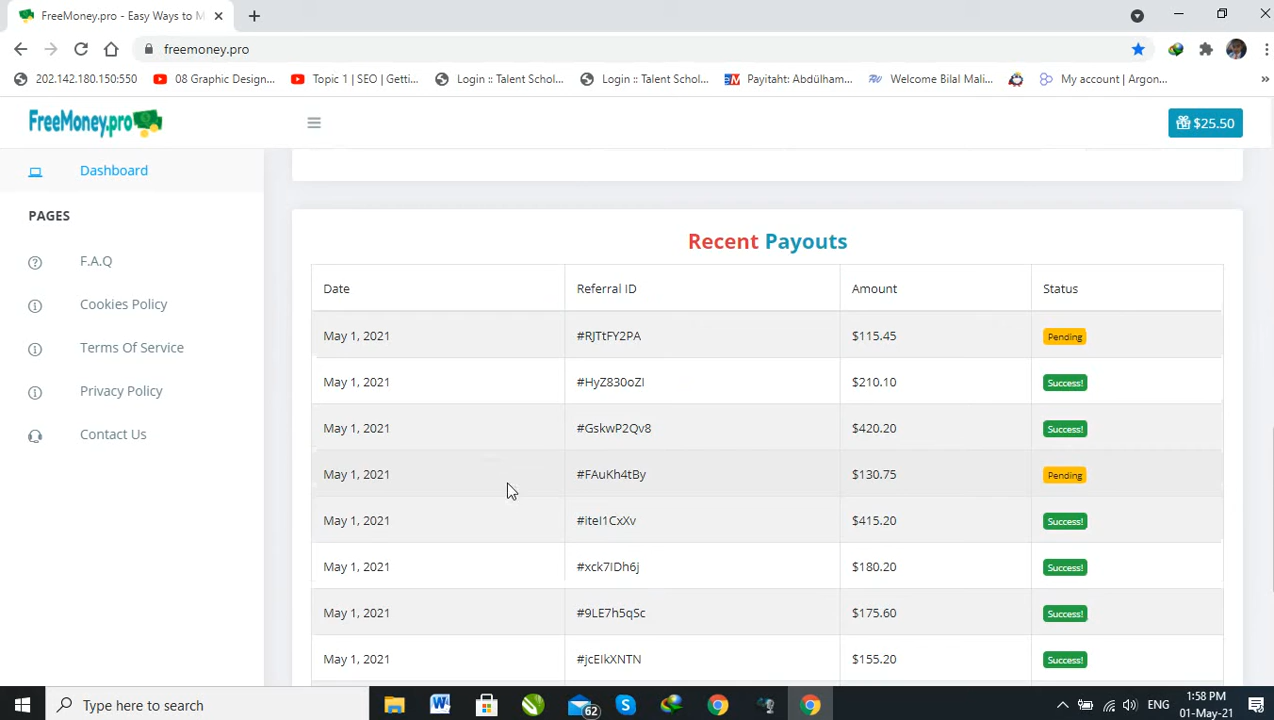 FreeMoney.pro - Easy Ways to M
freemoney.pro
202.142.180.150:550
08 Graphic Design...
Topic 1 | SEO | Getti...
Login :: Talent Schol...
Login :: Talent Schol...
Payitaht: Abdülham...
Welcome Bilal Mali...
My account | Argon...
»
FreeMoney.pro
$25.50
Dashboard
PAGES
F.A.Q
Cookies Policy
Terms Of Service
Privacy Policy
Contact Us
Recent Payouts
Date Referral ID Amount Status
May 1, 2021 #RJTtFY2PA $115.45 Pending
May 1, 2021 #HyZ830oZI $210.10 Success!
May 1, 2021 #GskwP2Qv8 $420.20 Success!
May 1, 2021 #FAuKh4tBy $130.75 Pending
May 1, 2021 #iteI1CxXv $415.20 Success!
May 1, 2021 #xck7IDh6j $180.20 Success!
May 1, 2021 #9LE7h5qSc $175.60 Success!
May 1, 2021 #jcEIkXNTN $155.20 Success!
Type here to search
62
ENG
1:58 PM
01-May-21